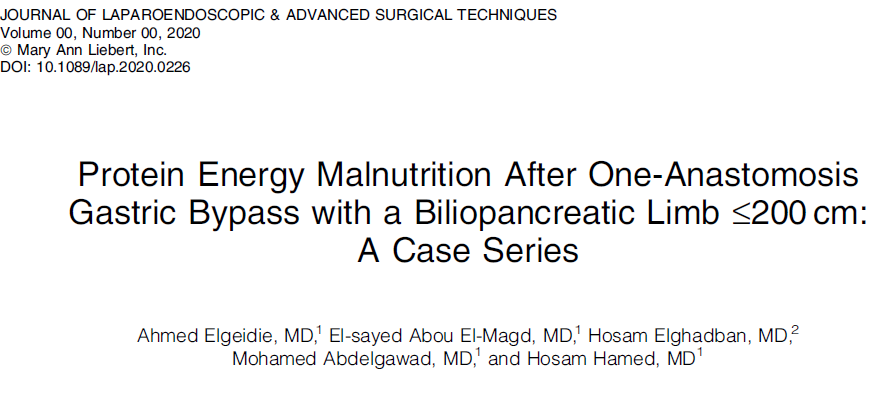 JOURNAL OF LAPAROENDOSCOPIC & ADVANCED SURGICAL TECHNIQUES
Volume 00, Number 00, 2020
© Mary Ann Liebert, Inc.
DOI: 10.1089/lap.2020.0226
Protein Energy Malnutrition After One-Anastomosis
Gastric Bypass with a Biliopancreatic Limb ≤200 cm:
A Case Series
Ahmed Elgeidie, MD,1 El-sayed Abou El-Magd, MD,1 Hosam Elghadban, MD,2
Mohamed Abdelgawad, MD,1 and Hosam Hamed, MD1